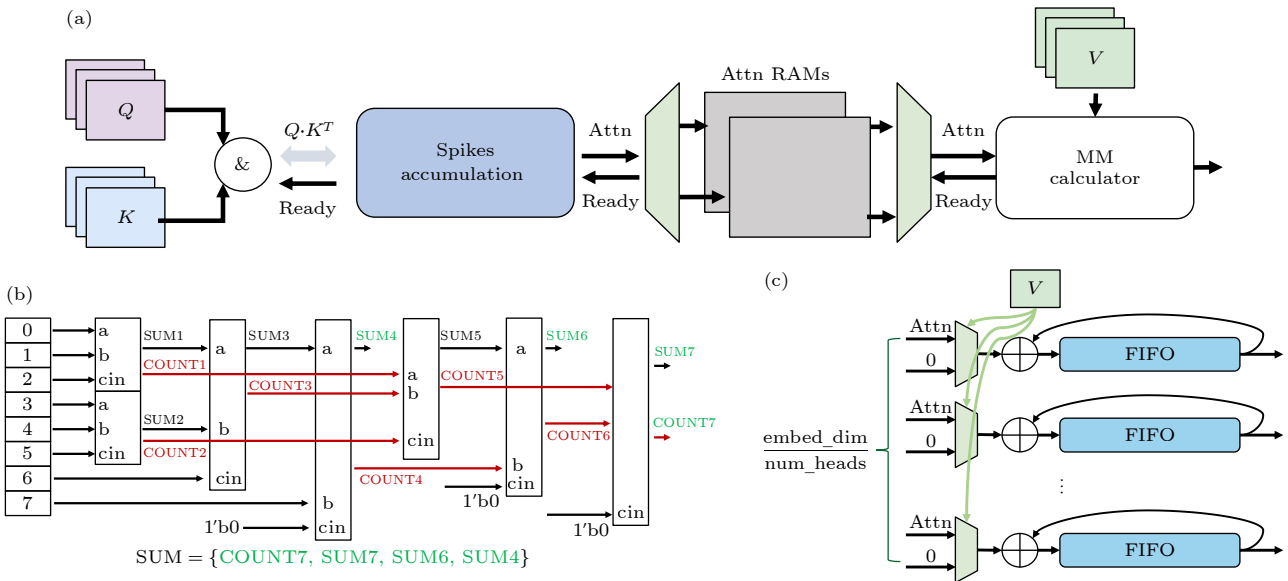 (a)
Q
K
&
Q·K^T
Ready
Spikes
accumulation
Attn
Ready
Attn RAMs
Attn
Ready
V
MM
calculator
(b)
0
1
2
3
4
5
6
7
a
b
cin
a
b
cin
SUM1
COUNT1
SUM2
COUNT2
a
b
cin
SUM3
COUNT3
a
b
cin
1′b0
SUM4
COUNT4
a
b
cin
SUM5
COUNT5
a
b
cin
1′b0
SUM6
COUNT6
cin
1′b0
SUM7
COUNT7
SUM = {COUNT7, SUM7, SUM6, SUM4}
(c)
V
embed_dim
num_heads
Attn
0
FIFO
Attn
0
FIFO
⋮
Attn
0
FIFO